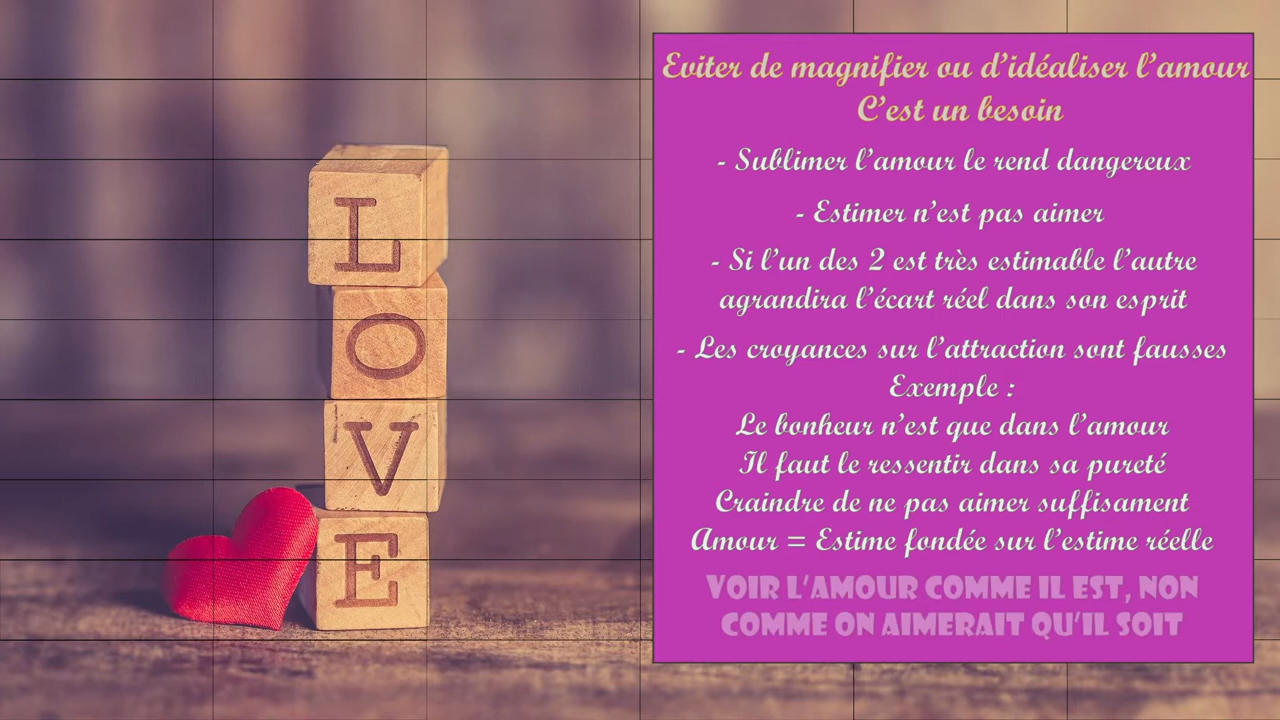 L
O
V
E
Eviter de magnifier ou d'idéaliser l'amour
C'est un besoin
- Sublimer l'amour le rend dangereux
- Estimer n'est pas aimer
- Si l'un des 2 est très estimable l'autre
agrandira l'écart réel dans son esprit
- Les croyances sur l'attraction sont fausses
Exemple :
Le bonheur n'est que dans l'amour
Il faut le ressentir dans sa pureté
Craindre de ne pas aimer suffisament
Amour = Estime fondée sur l'estime réelle
VOIR L'AMOUR COMME IL EST, NON
COMME ON AIMERAIT QU'IL SOIT